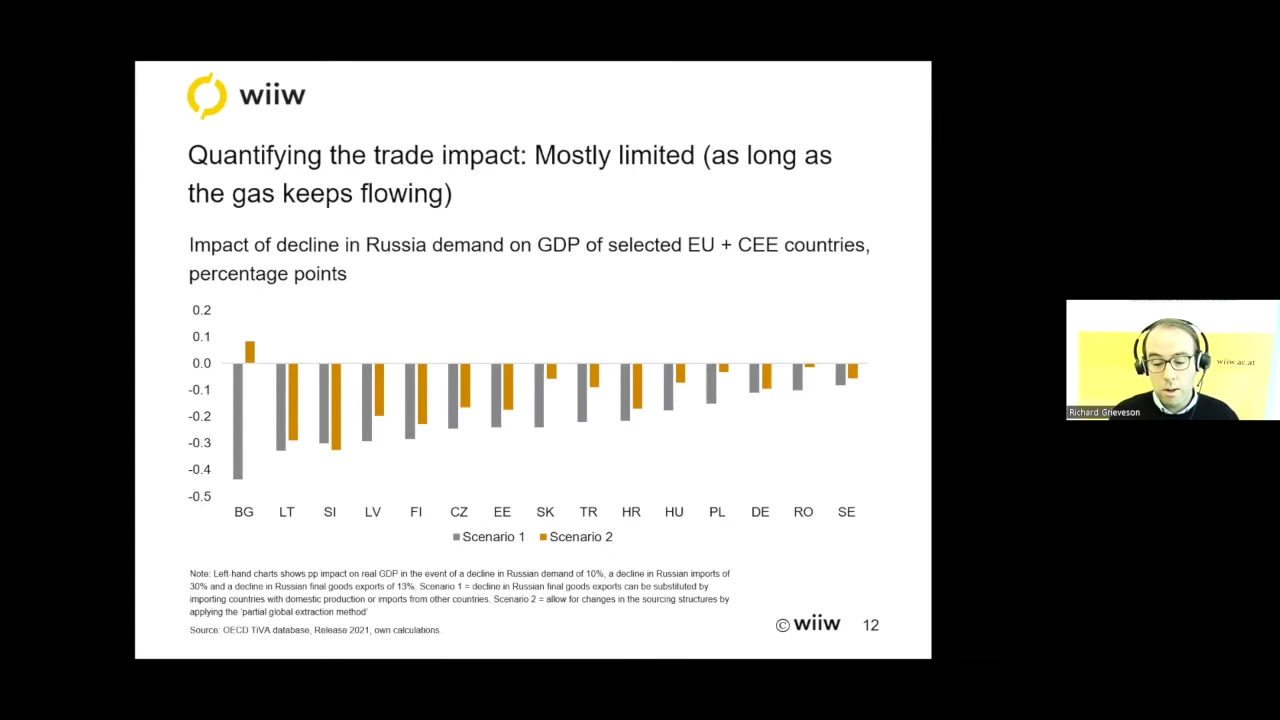 wiiw
Quantifying the trade impact: Mostly limited (as long as
the gas keeps flowing)
Impact of decline in Russia demand on GDP of selected EU + CEE countries,
percentage points
0.2
0.1
0.0
-0.1
-0.2
-0.3
-0.4
-0.5
BG LT SI LV FI CZ EE SK TR HR HU PL DE RO SE
Scenario 1 Scenario 2
Note: Left-hand charts shows pp impact on real GDP in the event of a decline in Russian demand of 10%, a decline in Russian imports of
30% and a decline in Russian final goods exports of 13%. Scenario 1 = decline in Russian final goods exports can be substituted by
importing countries with domestic production or imports from other countries. Scenario 2 = allow for changes in the sourcing structures by
applying the 'partial global extraction method'
Source: OECD TiVA database, Release 2021, own calculations.
© wiiw 12
wiiw.ac.at
Richard Grieveson